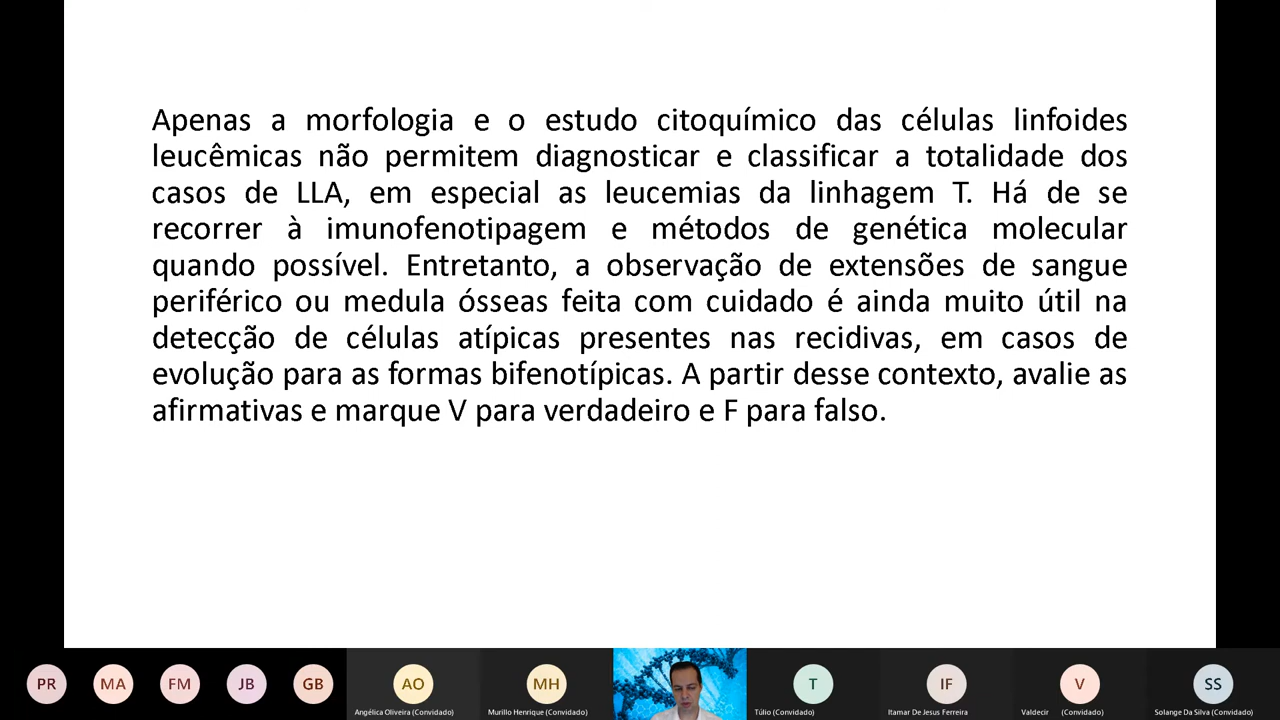 Apenas a morfologia e o estudo citoquímico das células linfoides
leucêmicas não permitem diagnosticar e classificar a totalidade dos
casos de LLA, em especial as leucemias da linhagem T. Há de se
recorrer à imunofenotipagem e métodos de genética molecular
quando possível. Entretanto, a observação de extensões de sangue
periférico ou medula ósseas feita com cuidado é ainda muito útil na
detecção de células atípicas presentes nas recidivas, em casos de
evolução para as formas bifenotípicas. A partir desse contexto, avalie as
afirmativas e marque V para verdadeiro e F para falso.
PR MA FM JB GB AO MH T IF V SS
Angélica Oliveira (Convidado) Murillo Henrique (Convidado) Túlio (Convidado) Itamar De Jesus Ferreira Valdecir (Convidado) Solange Da Silva (Convidado)